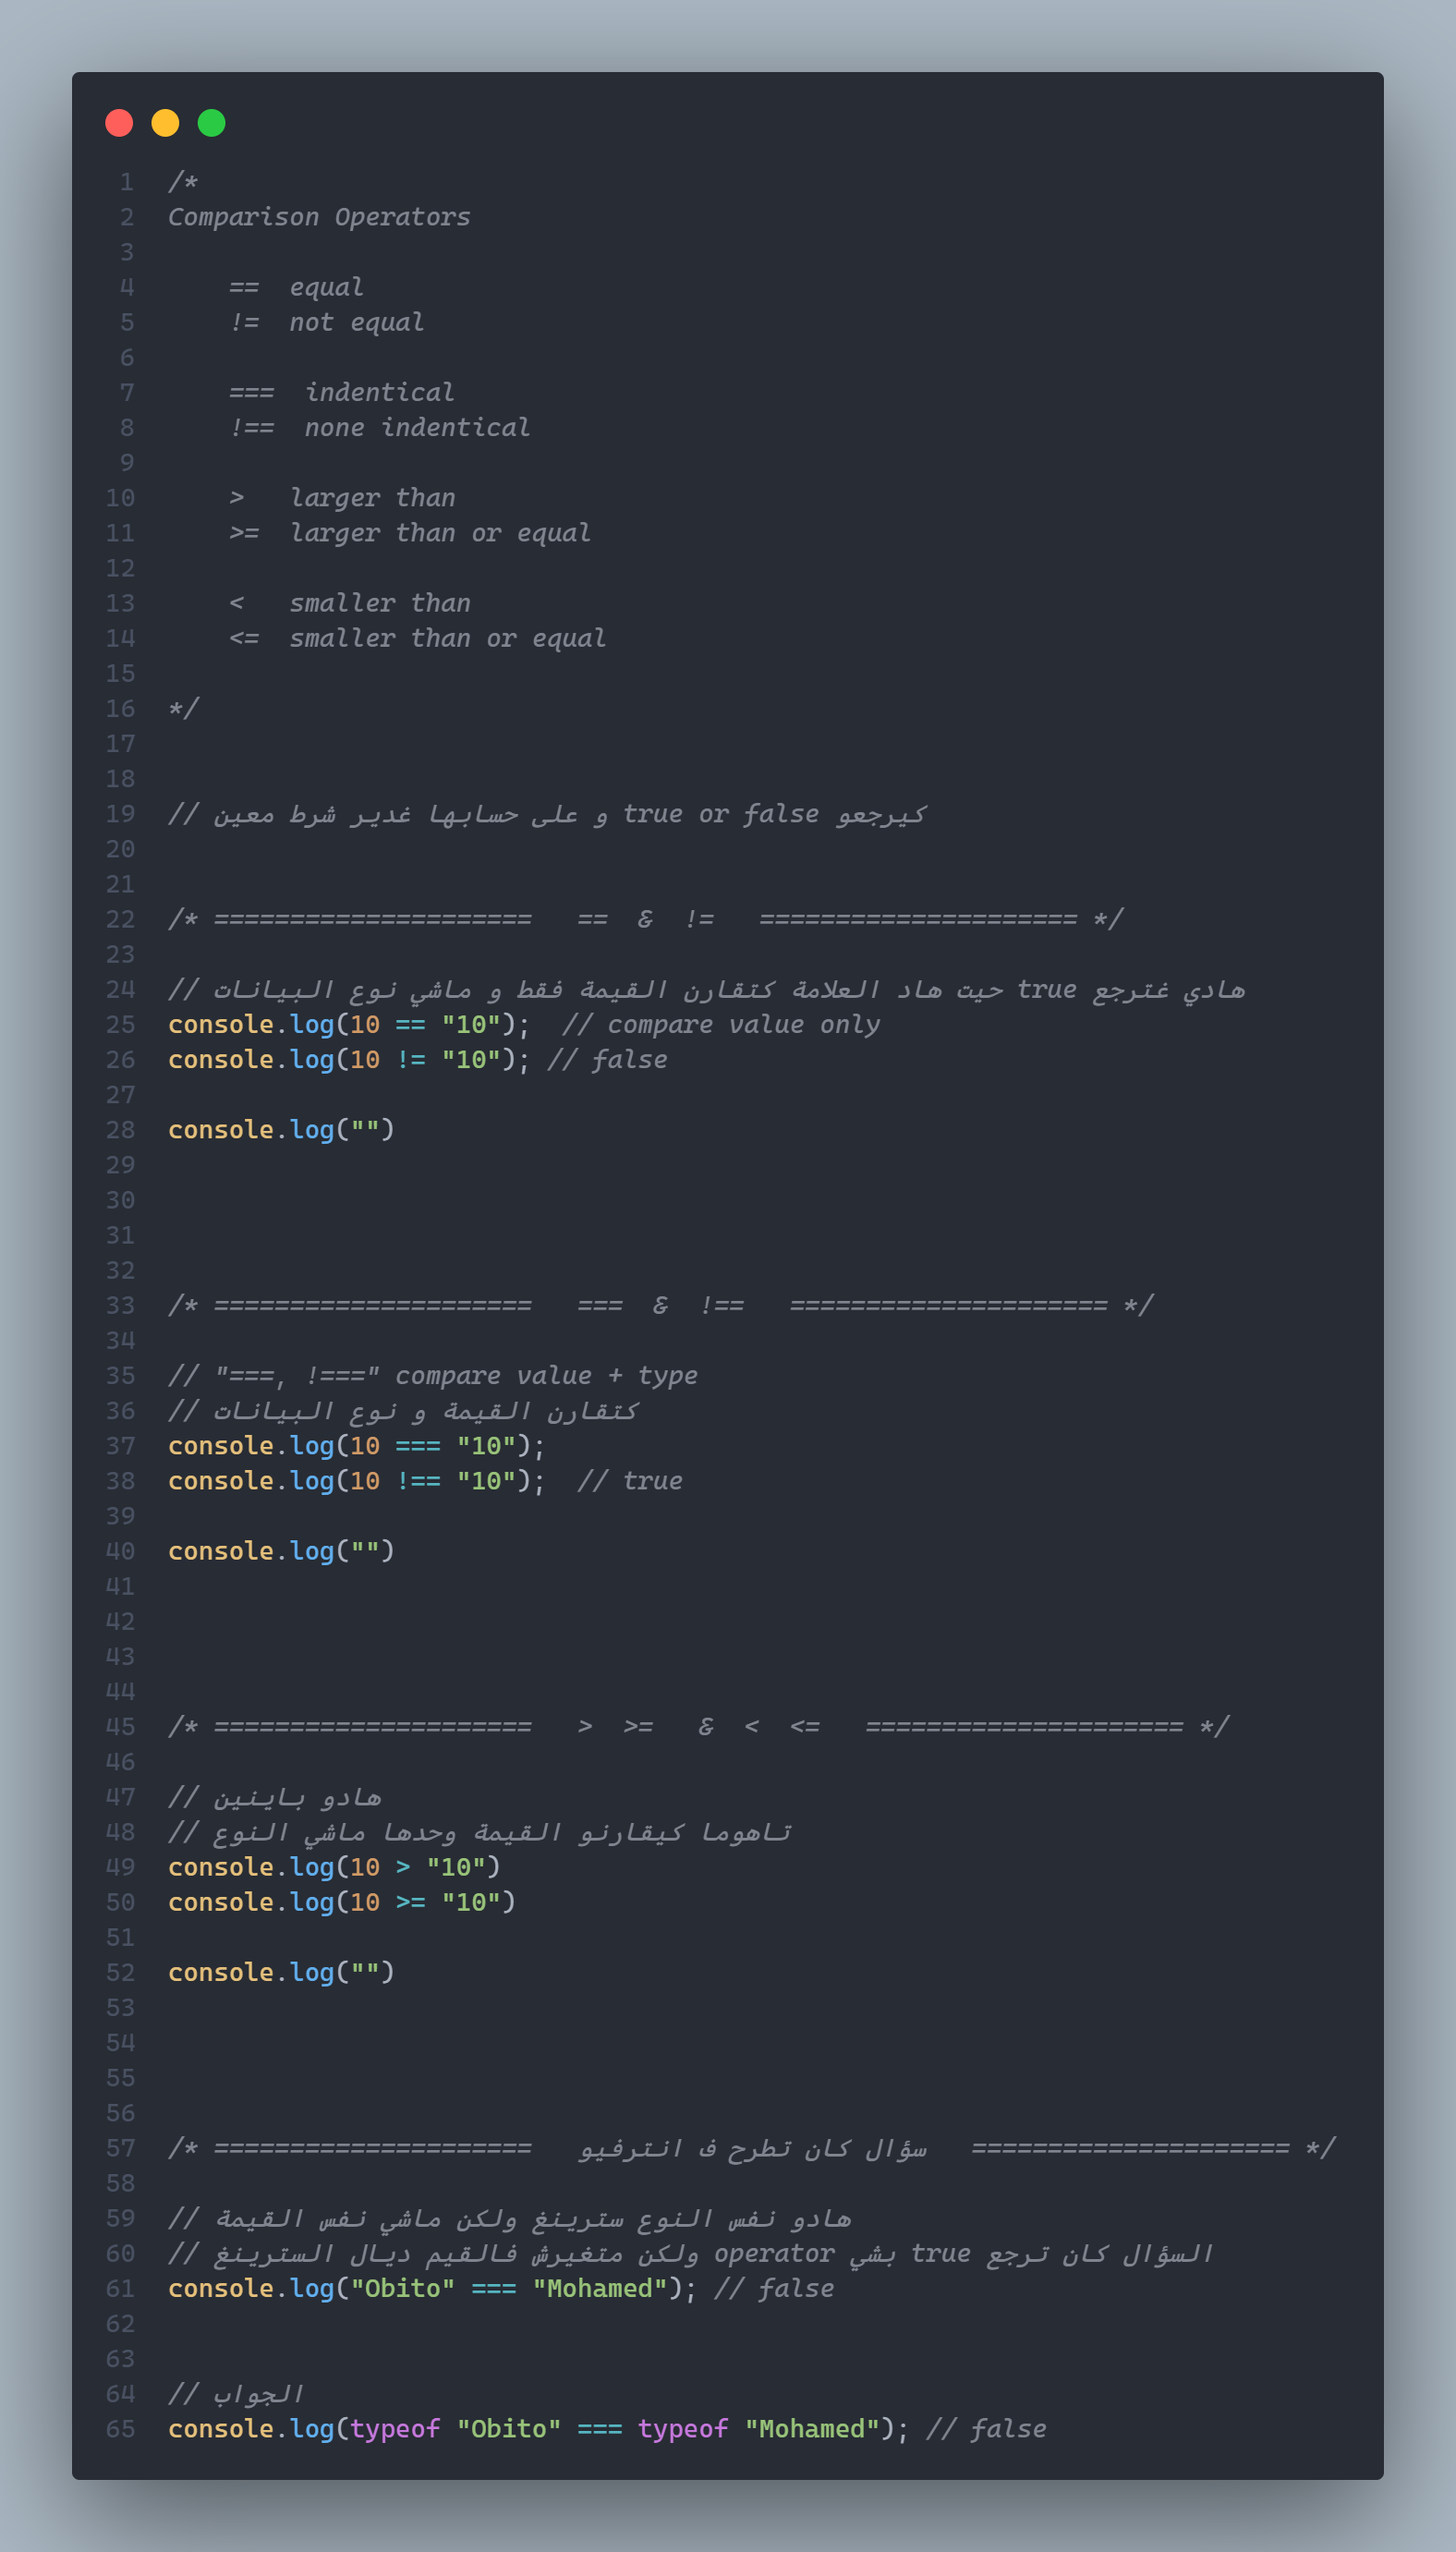 1 /*
2 Comparison Operators
3
4     ==  equal
5     !=  not equal
6
7     ===  indentical
8     !==  none indentical
9
10     >   larger than
11     >=  larger than or equal
12
13     <   smaller than
14     <=  smaller than or equal
15
16 */
17
18
19 // كيرجعو true or false و على حسابها غدير شرط معين
20
21
22 /* =====================   ==  &  !=   ===================== */
23
24 // هادي غترجع true حيت هاد العلامة كتقارن القيمة فقط و ماشي نوع البيانات
25 console.log(10 == "10");  // compare value only
26 console.log(10 != "10"); // false
27
28 console.log("")
29
30
31
32
33 /* =====================   ===  &  !==   ===================== */
34
35 // "===, !===" compare value + type
36 // كتقارن القيمة و نوع البيانات
37 console.log(10 === "10");
38 console.log(10 !== "10");  // true
39
40 console.log("")
41
42
43
44
45 /* =====================   >  >=   &  <  <=   ===================== */
46
47 // هادو باينين
48 // تاهوما كيقارنو القيمة وحدها ماشي النوع
49 console.log(10 > "10")
50 console.log(10 >= "10")
51
52 console.log("")
53
54
55
56
57 /* =====================   سؤال كان تطرح ف انترفيو   ===================== */
58
59 // هادو نفس النوع سترينغ ولكن ماشي نفس القيمة
60 // السؤال كان ترجع true بشي operator ولكن متغيرش فالقيم ديال السترينغ
61 console.log("Obito" === "Mohamed"); // false
62
63
64 // الجواب
65 console.log(typeof "Obito" === typeof "Mohamed"); // false